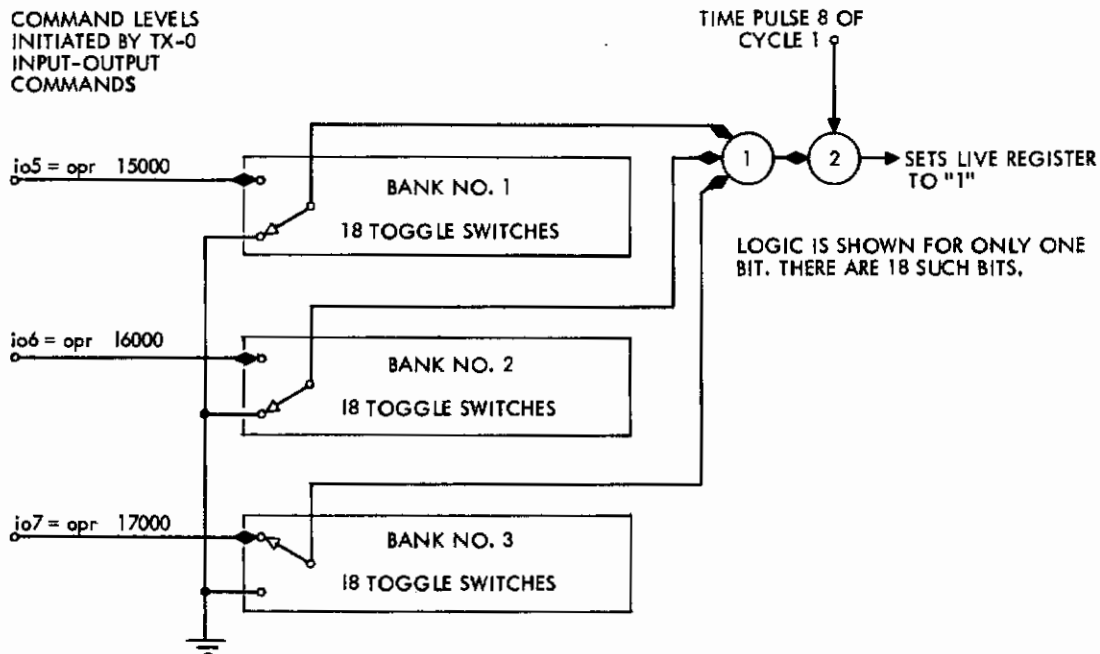 COMMAND LEVELS
INITIATED BY TX-0
INPUT-OUTPUT
COMMANDS
TIME PULSE 8 OF
CYCLE 1
io5 = opr 15000
BANK NO. 1
18 TOGGLE SWITCHES
1
2
SETS LIVE REGISTER
TO "1"
LOGIC IS SHOWN FOR ONLY ONE
BIT. THERE ARE 18 SUCH BITS.
io6 = opr 16000
BANK NO. 2
18 TOGGLE SWITCHES
io7 = opr 17000
BANK NO. 3
18 TOGGLE SWITCHES